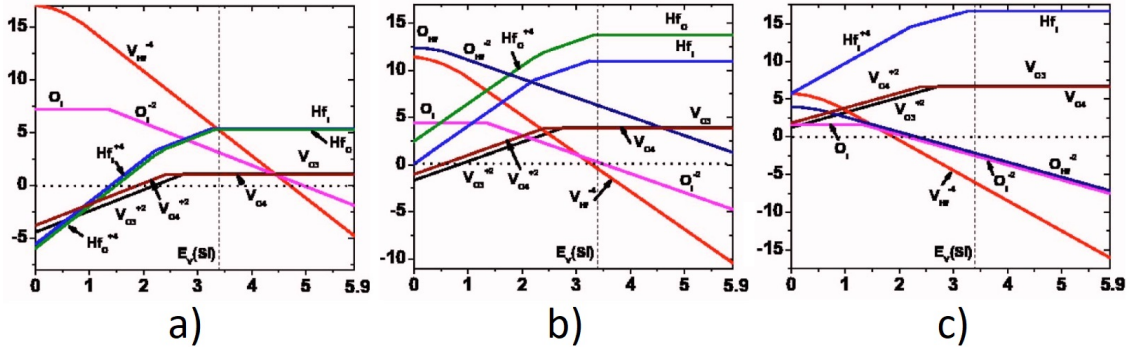 15
10
5
0
-5
V_Hf^-4
O_I
O_I^-2
Hf_I^+4
Hf_I
Hf_O
V_O3
V_O3^+2
V_O4^+2
V_O4
Hf_O^+4
E_V(Si)
0 1 2 3 4 5 5.9
a)
15
10
5
0
-5
-10
O_Hf
O_Hf^-2
Hf_O^+4
Hf_O
Hf_I
O_I
V_O3
V_O4
V_O3^+2
V_O4^+2
V_Hf^-4
O_I^-2
E_V(Si)
0 1 2 3 4 5 5.9
b)
15
10
5
0
-5
-10
-15
Hf_I^+4
Hf_I
V_O4^+2
V_O3
V_O3^+2
V_O4
O_I
O_Hf^-2
O_I^-2
V_Hf^-4
E_V(Si)
0 1 2 3 4 5 5.9
c)